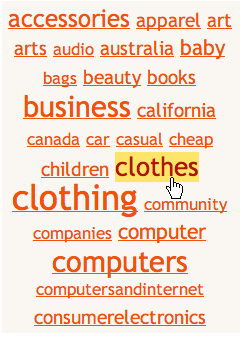 accessories apparel art
arts audio australia baby
bags beauty books
business california
canada car casual cheap
children clothes
clothing community
companies computer
computers
computersandinternet
consumerelectronics